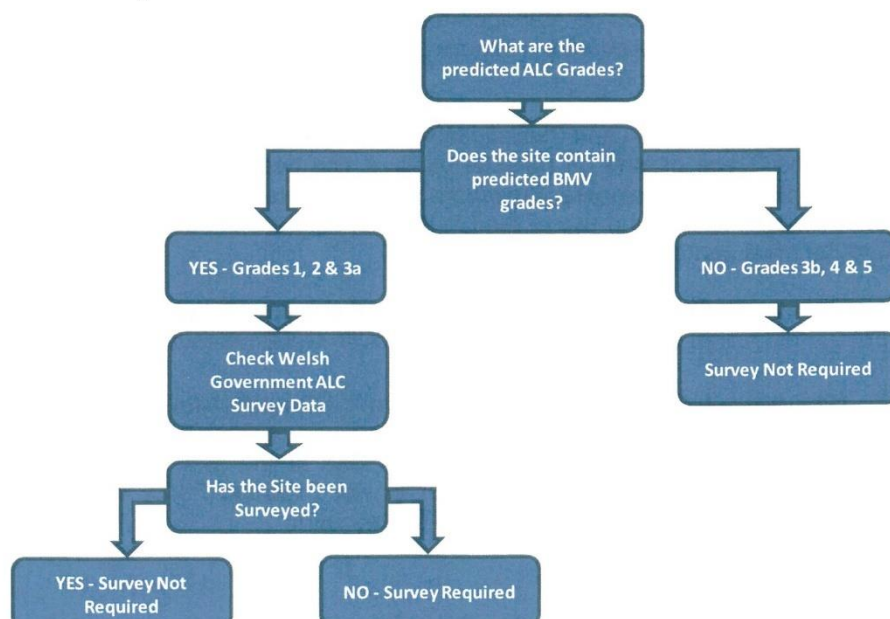 What are the
predicted ALC Grades?
Does the site contain
predicted BMV
grades?
YES - Grades 1, 2 & 3a
NO - Grades 3b, 4 & 5
Check Welsh
Government ALC
Survey Data
Survey Not Required
Has the Site been
Surveyed?
YES - Survey Not
Required
NO - Survey Required